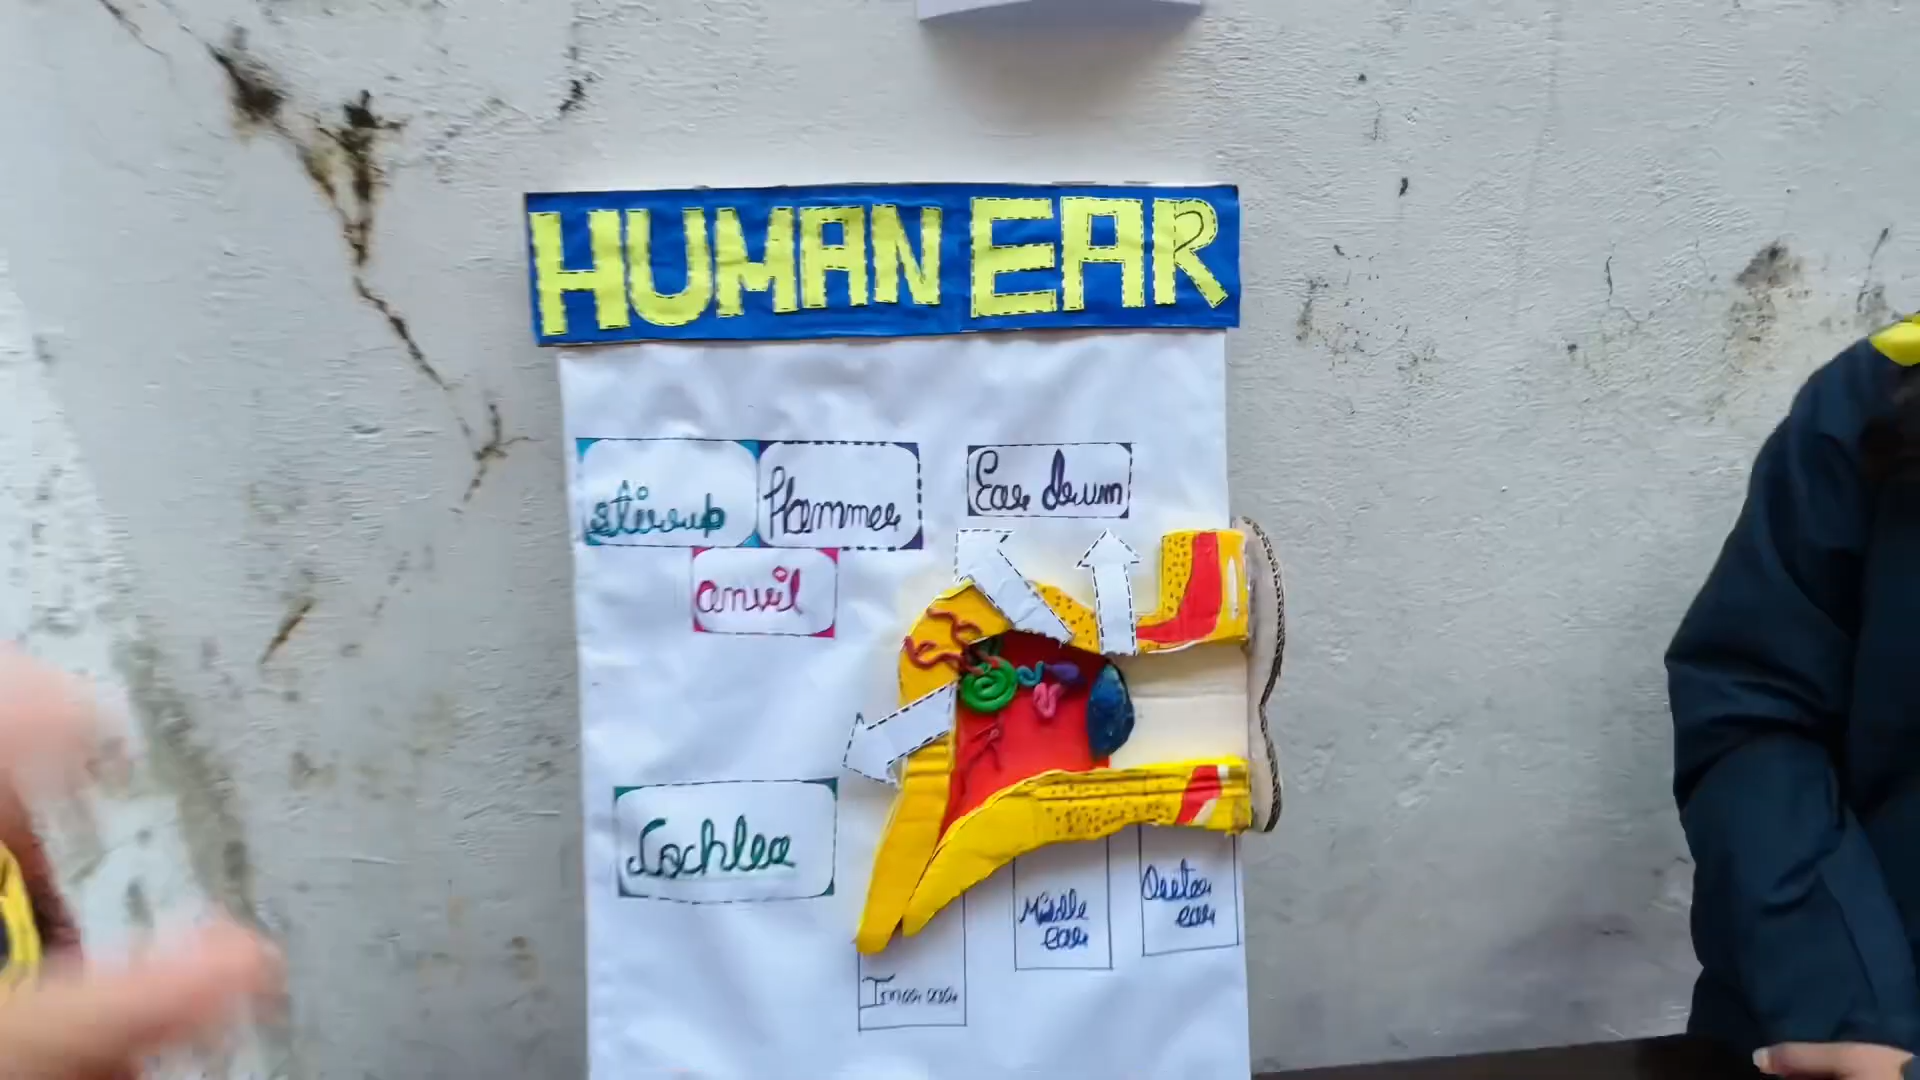 HUMAN EAR
stirrup
Hammer
Ear drum
anvil
Cochlea
Middle
ear
Outer
ear
Inner ear